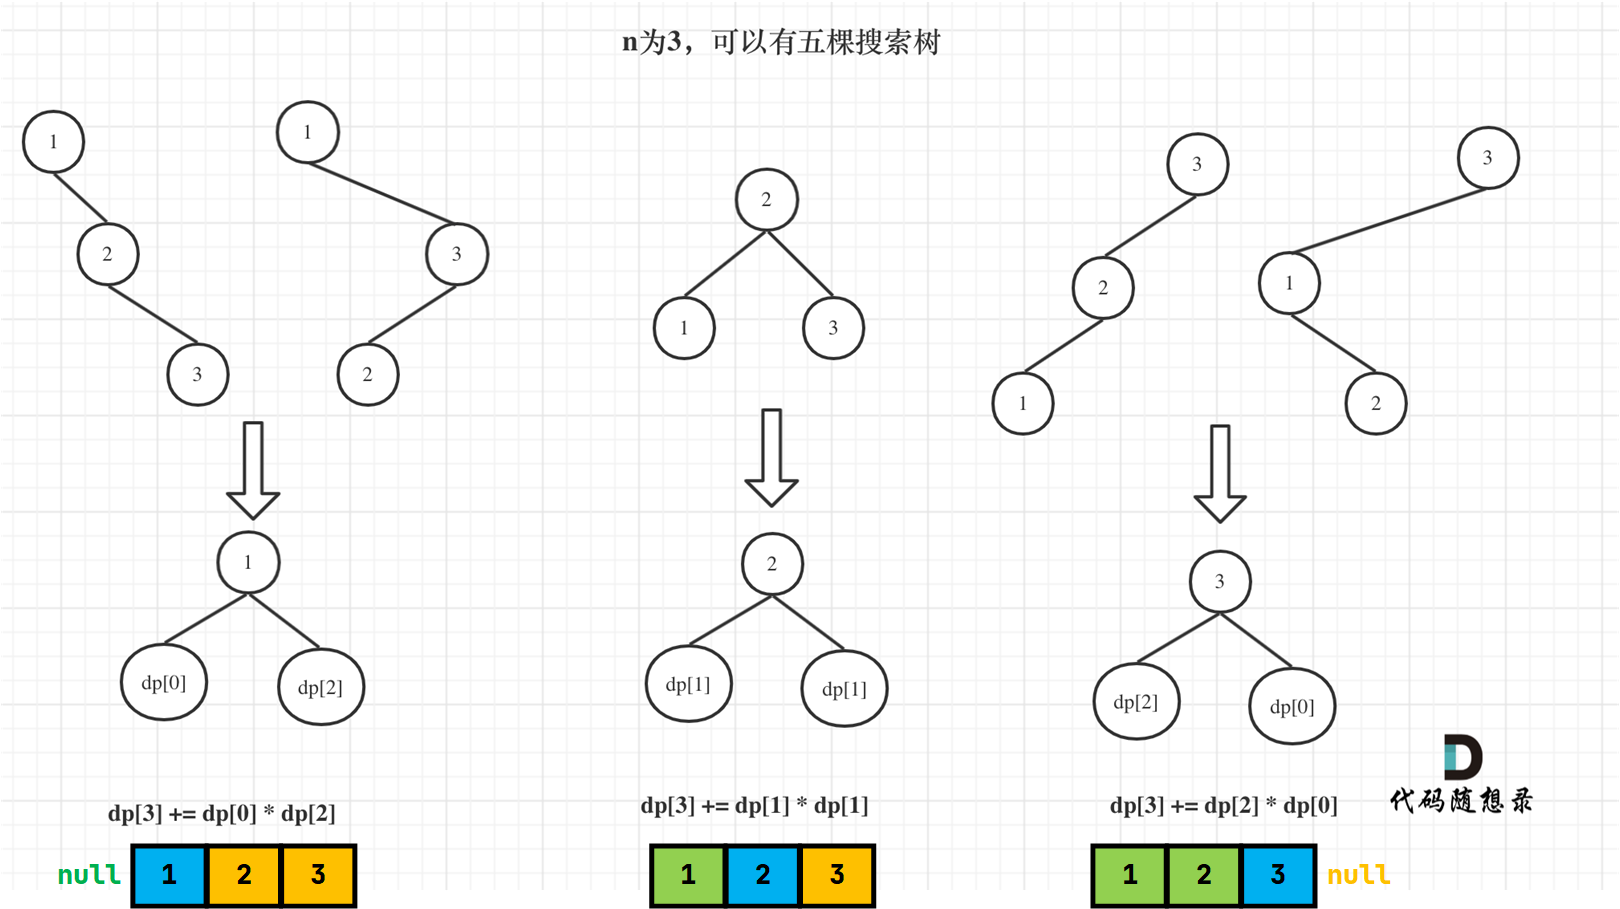 n为3，可以有五棵搜索树
1
2
3
1
3
2
2
1
3
3
2
1
3
1
2
1
dp[0]
dp[2]
2
dp[1]
dp[1]
3
dp[2]
dp[0]
dp[3] += dp[0] * dp[2]
dp[3] += dp[1] * dp[1]
dp[3] += dp[2] * dp[0]
代码随想录
null 1 2 3
1 2 3
1 2 3 null